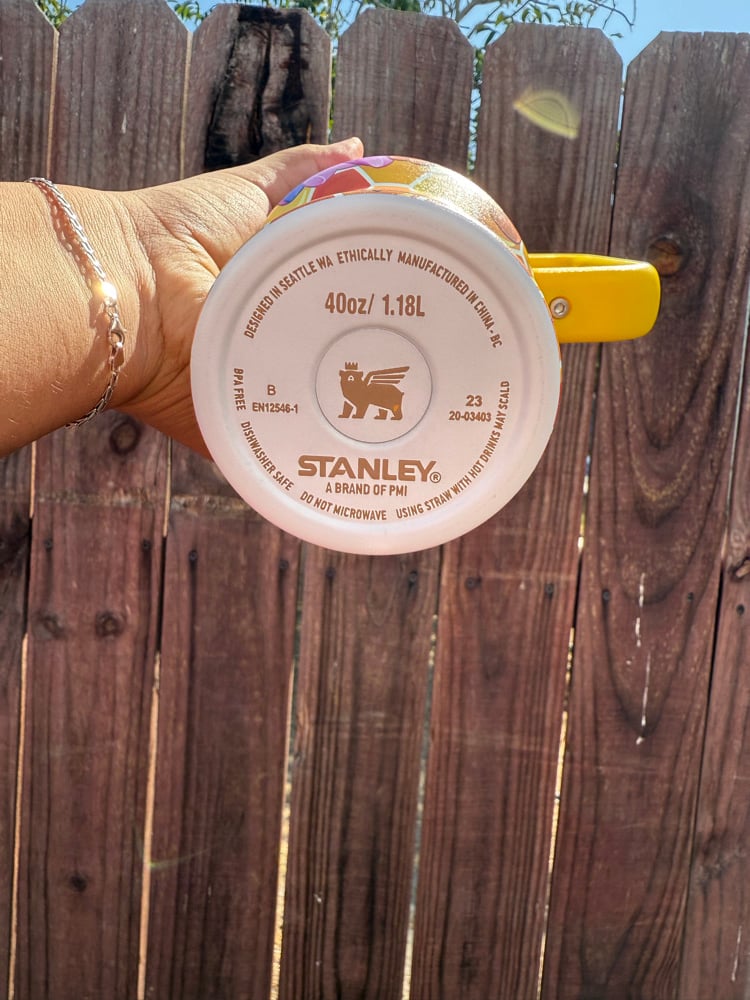 DESIGNED IN SEATTLE WA ETHICALLY MANUFACTURED IN CHINA - BC
40oz/ 1.18L
B
EN12546-1
23
20-03403
STANLEY®
A BRAND OF PMI
BPA FREE DISHWASHER SAFE DO NOT MICROWAVE USING STRAW WITH HOT DRINKS MAY SCALD